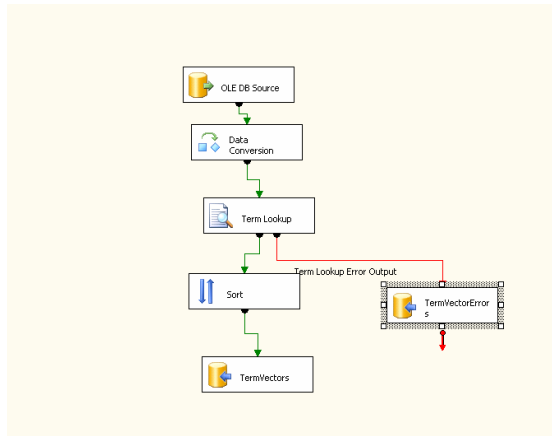 OLE DB Source
Data
Conversion
Term Lookup
Term Lookup Error Output
Sort
TermVectorError
s
TermVectors